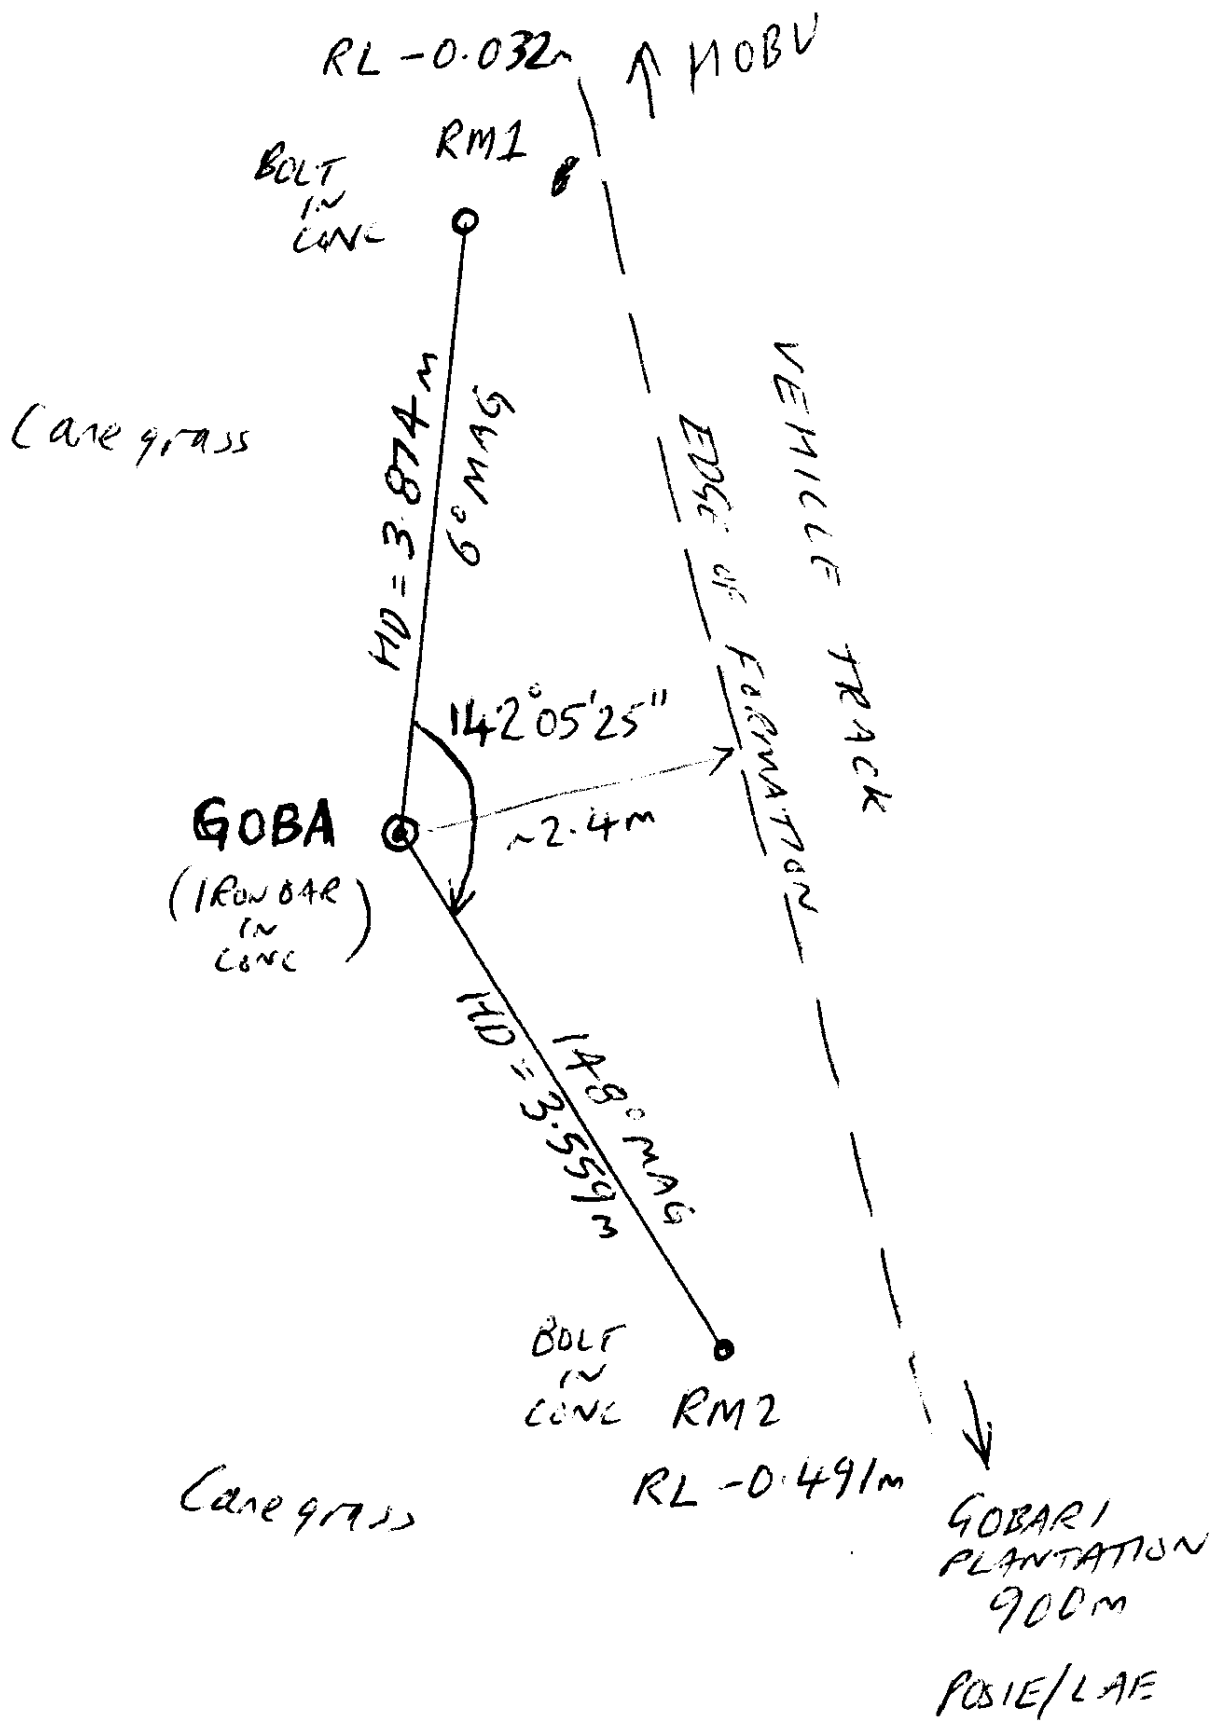 RL -0.032m
↑ HOBU
RM1
BOLT
IN
CONC
Cane grass
HD = 3.874m
6° MAG
VEHICLE TRACK
EDGE OF FORMATION
142°05'25"
GOBA
(IRON BAR
IN
CONC)
~2.4m
HD = 3.559m
148° MAG
BOLT
IN
CONC
RM2
RL -0.491m
Cane grass
GOBARI
PLANTATION
900m
POSIE/LAE